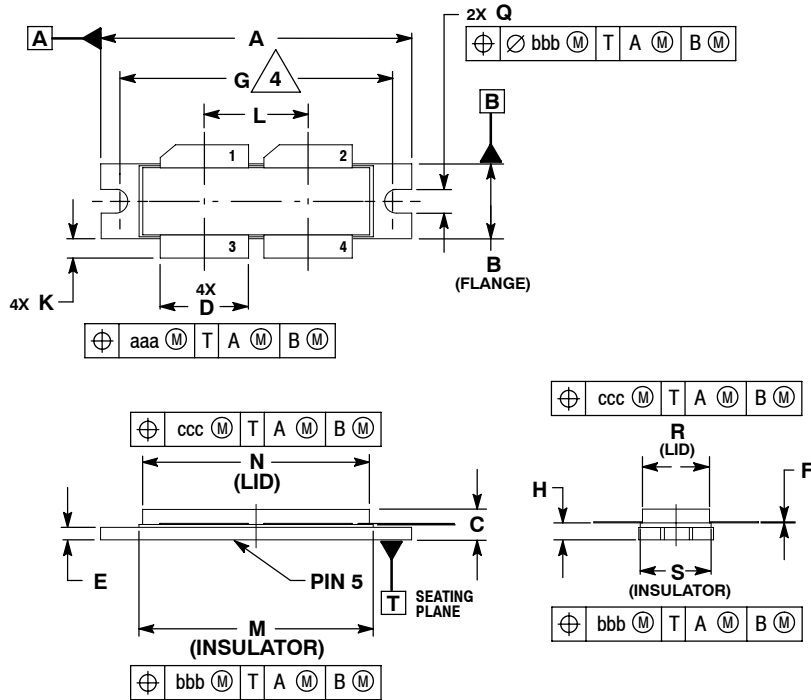 2X Q
⌖ ∅ bbb Ⓜ T A Ⓜ B Ⓜ
A A
G 4
L B
1 2
3 4
B
(FLANGE)
4X K
4X
D
⌖ aaa Ⓜ T A Ⓜ B Ⓜ
⌖ ccc Ⓜ T A Ⓜ B Ⓜ
N
(LID)
C
E
PIN 5
T SEATING
PLANE
M
(INSULATOR)
⌖ bbb Ⓜ T A Ⓜ B Ⓜ
⌖ ccc Ⓜ T A Ⓜ B Ⓜ
R
(LID)
F
H
S
(INSULATOR)
⌖ bbb Ⓜ T A Ⓜ B Ⓜ